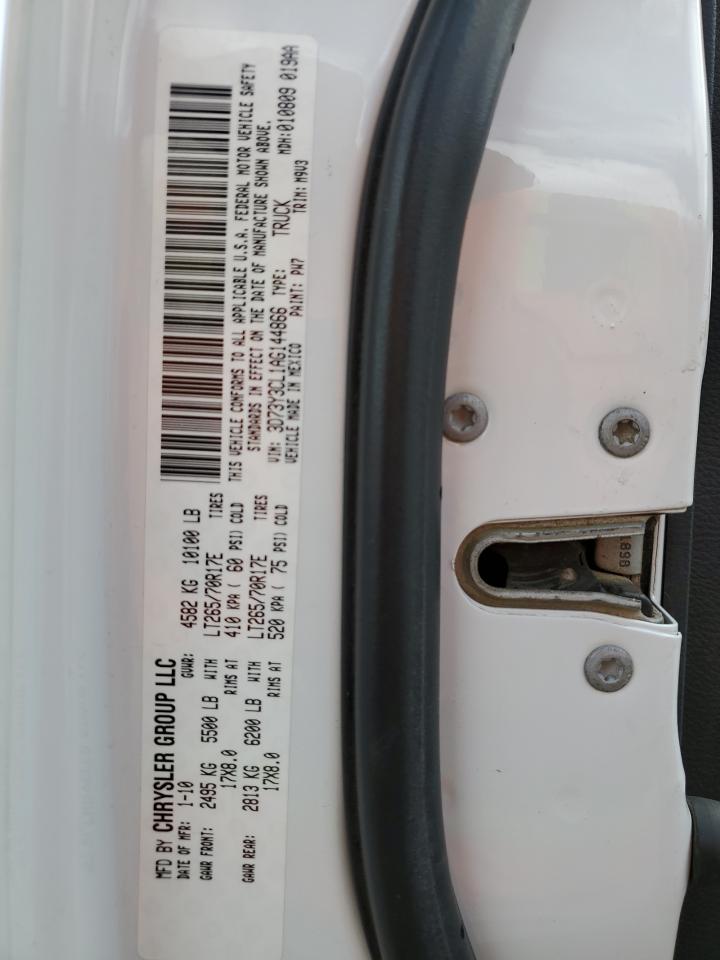 MFD BY CHRYSLER GROUP LLC
DATE OF MFR: 1-10 GVWR: 4582 KG 10100 LB
GAWR FRONT: 2495 KG 5500 LB WITH LT265/70R17E TIRES
17X8.0 RIMS AT 410 KPA ( 60 PSI) COLD
GAWR REAR: 2813 KG 6200 LB WITH LT265/70R17E TIRES
17X8.0 RIMS AT 520 KPA ( 75 PSI) COLD
THIS VEHICLE CONFORMS TO ALL APPLICABLE U.S.A. FEDERAL MOTOR VEHICLE SAFETY
STANDARDS IN EFFECT ON THE DATE OF MANUFACTURE SHOWN ABOVE.
VIN: 3D73Y3CL1AG144866 TYPE: TRUCK MDH:010809 019AA
VEHICLE MADE IN MEXICO PAINT: PW7 TRIM: M9V3